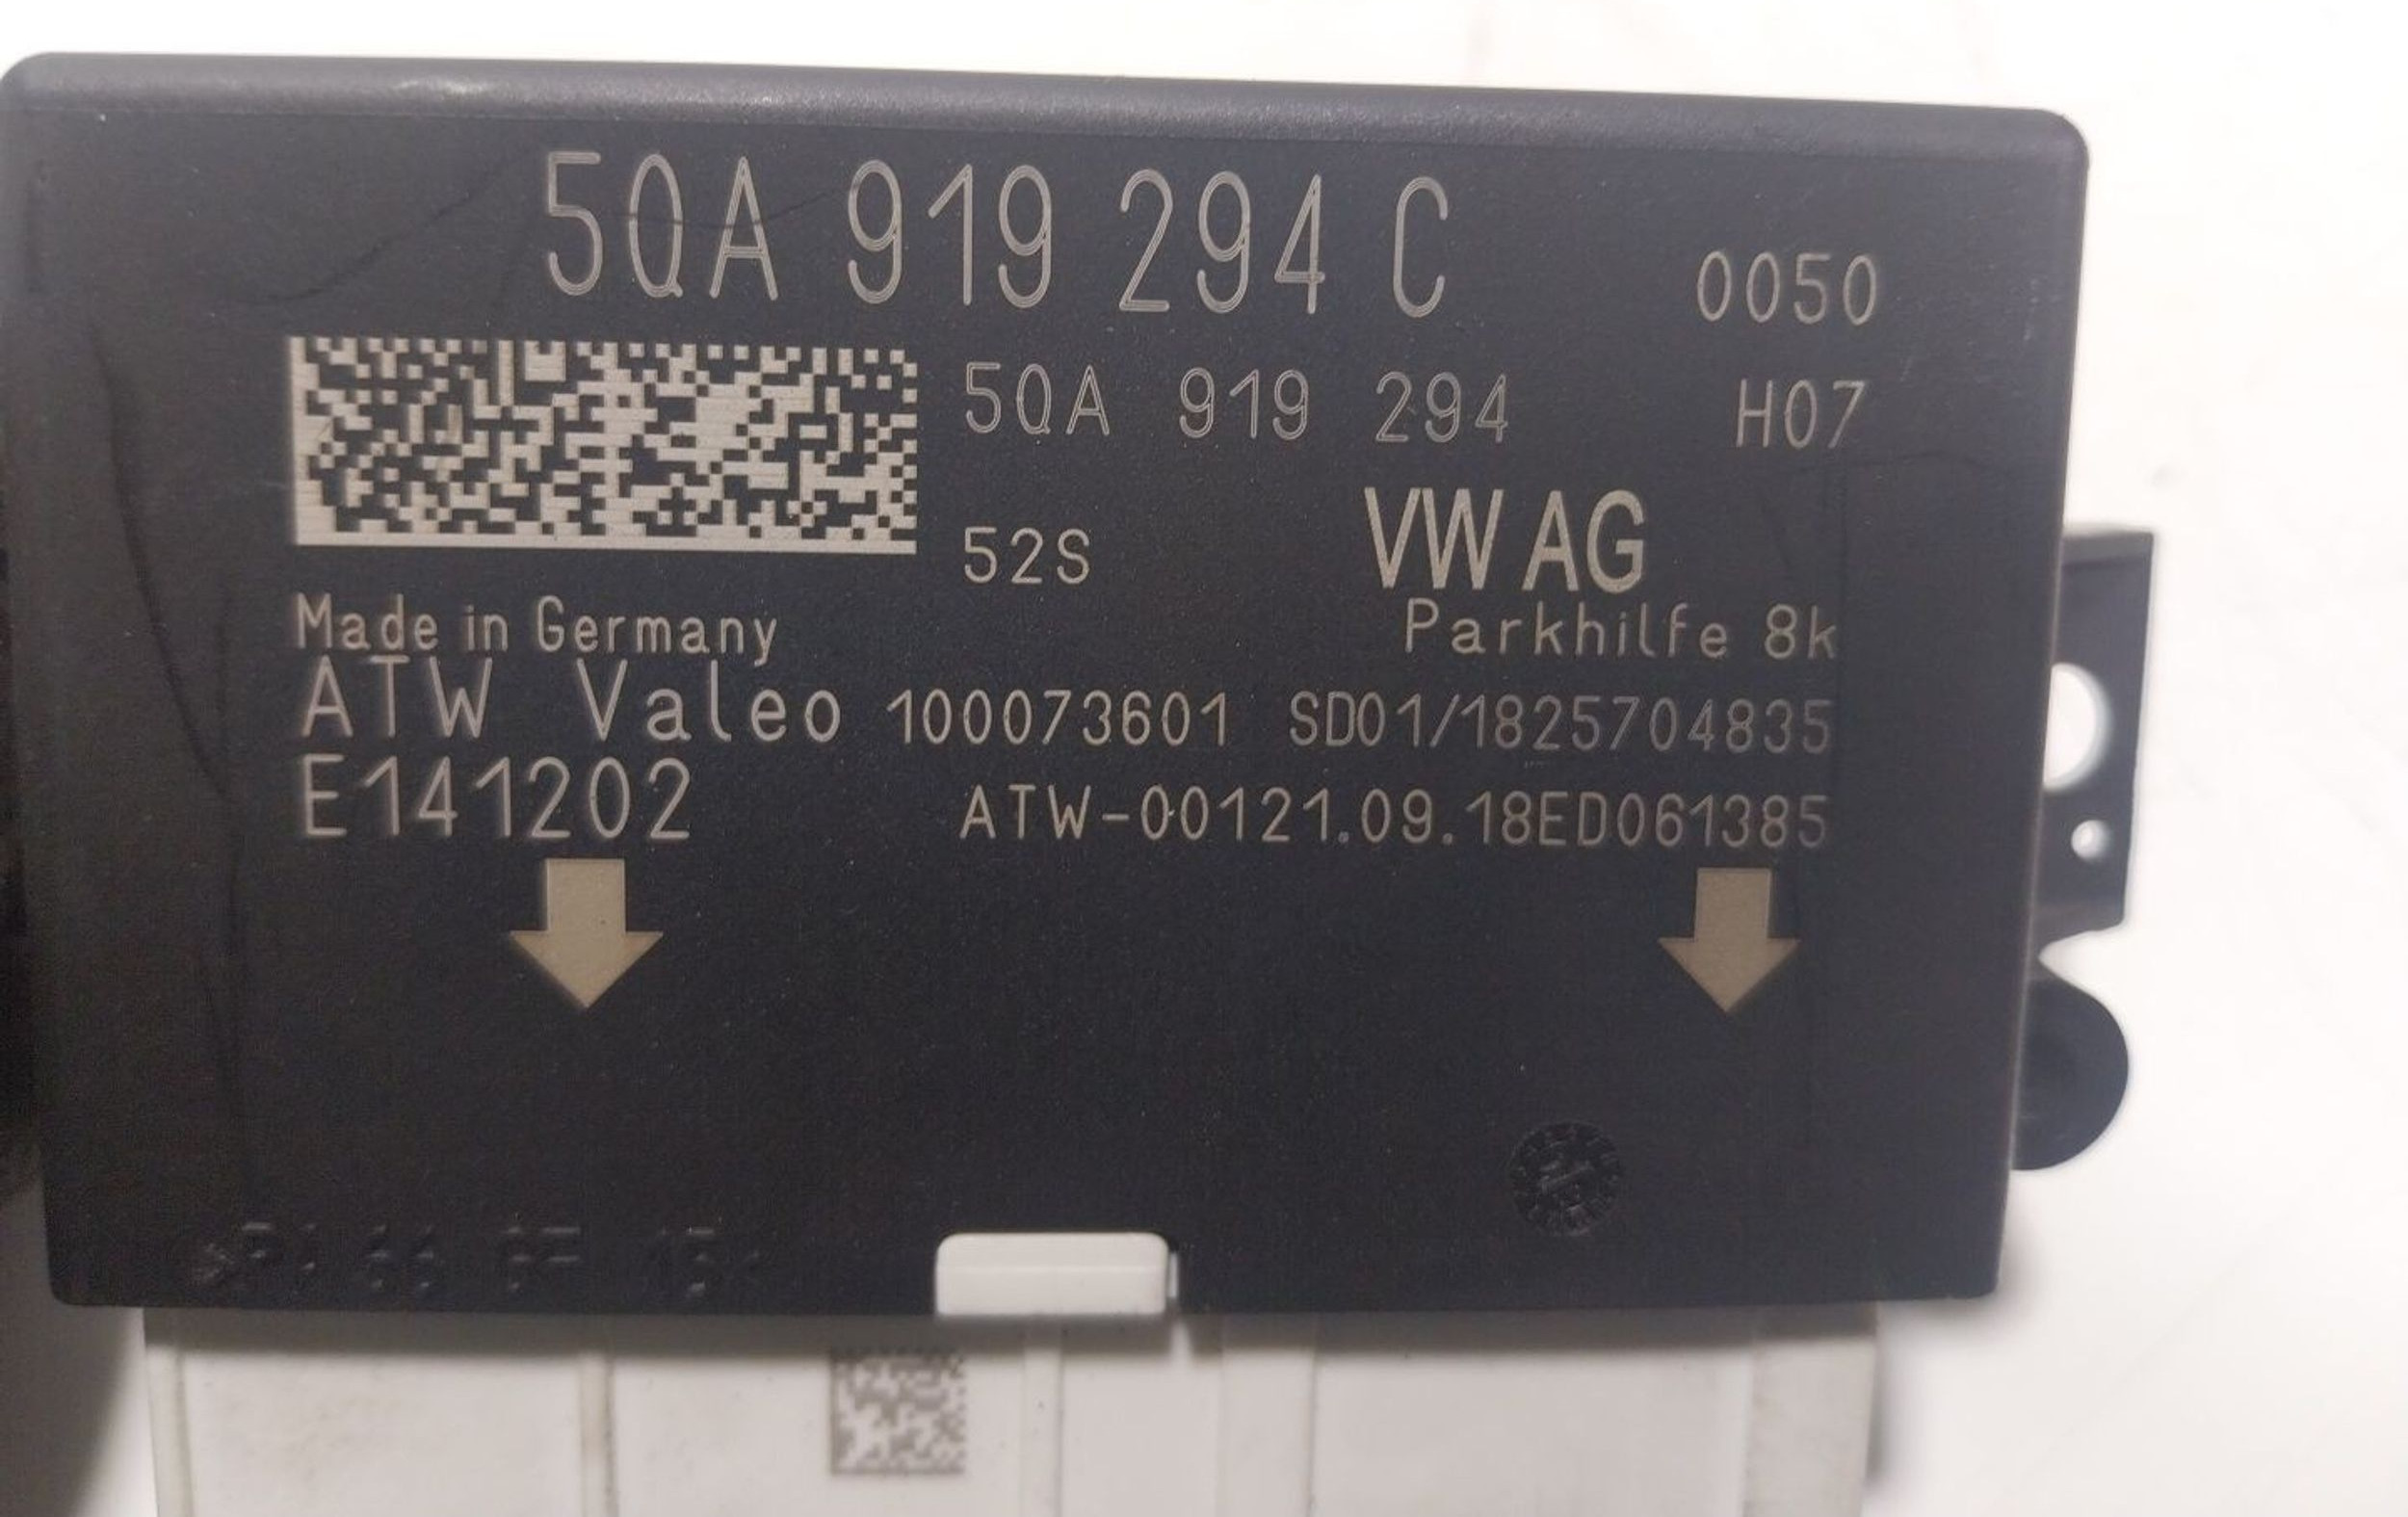 5QA 919 294 C
0050
5QA 919 294
H07
52S
VW AG
Made in Germany
Parkhilfe 8k
ATW Valeo 100073601 SD01/1825704835
E141202
ATW-00121.09.18ED061385